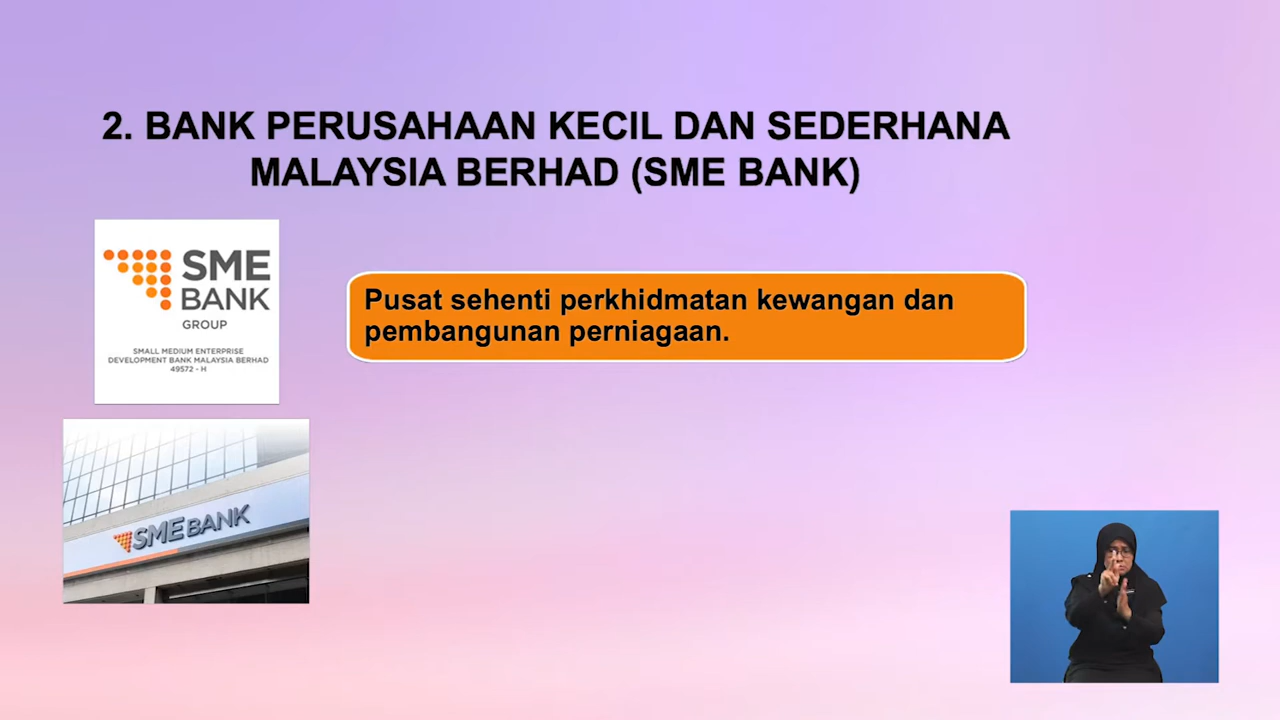 2. BANK PERUSAHAAN KECIL DAN SEDERHANA
MALAYSIA BERHAD (SME BANK)
SME
BANK
GROUP
SMALL MEDIUM ENTERPRISE
DEVELOPMENT BANK MALAYSIA BERHAD
49572 - H
Pusat sehenti perkhidmatan kewangan dan
pembangunan perniagaan.
SME BANK